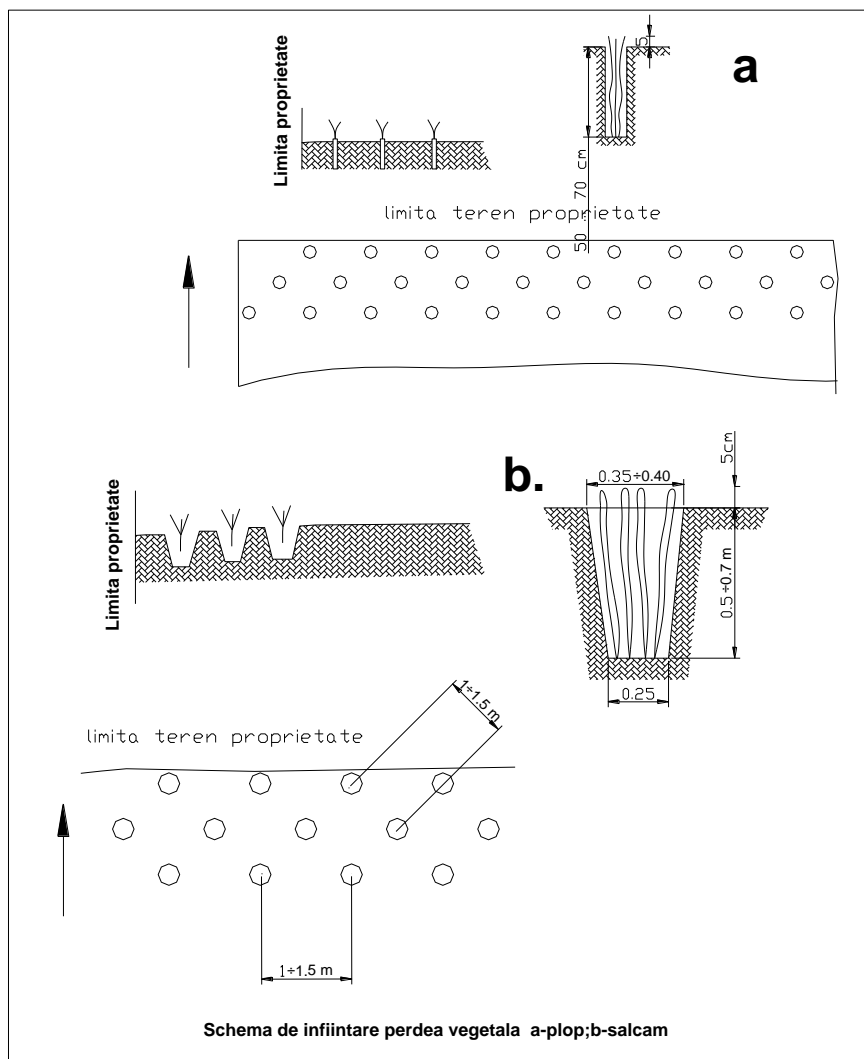 a
5
Limita proprietate
50 .. 70 cm
limita teren proprietate
b.
5cm
0.35÷0.40
Limita proprietate
0.5÷0.7 m
0.25
1÷1.5 m
limita teren proprietate
1÷1.5 m
Schema de infiintare perdea vegetala a-plop;b-salcam